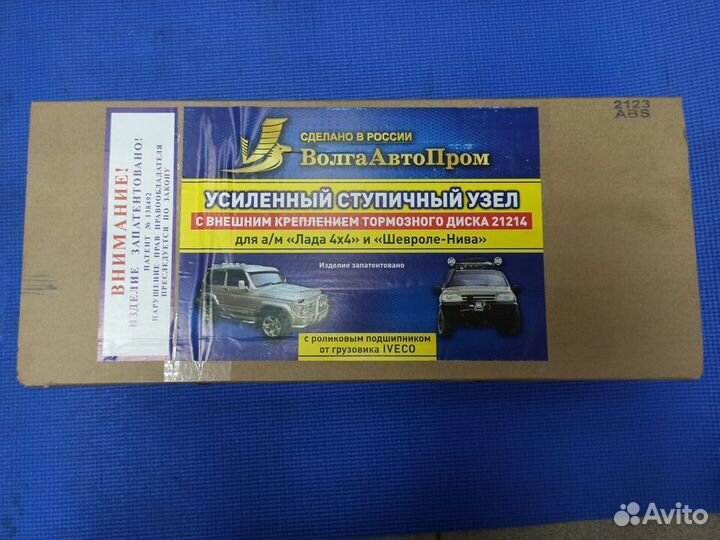 2123
ABS
ВНИМАНИЕ!
ИЗДЕЛИЕ ЗАПАТЕНТОВАНО!
ПАТЕНТ № 138492
НАРУШЕНИЕ ПРАВ ПРАВООБЛАДАТЕЛЯ
ПРЕСЛЕДУЕТСЯ ПО ЗАКОНУ
СДЕЛАНО В РОССИИ
ВолгаАвтоПром
УСИЛЕННЫЙ СТУПИЧНЫЙ УЗЕЛ
С ВНЕШНИМ КРЕПЛЕНИЕМ ТОРМОЗНОГО ДИСКА 21214
для а/м «Лада 4х4» и «Шевроле-Нива»
Изделие запатентовано
с роликовым подшипником
от грузовика IVECO
Avito